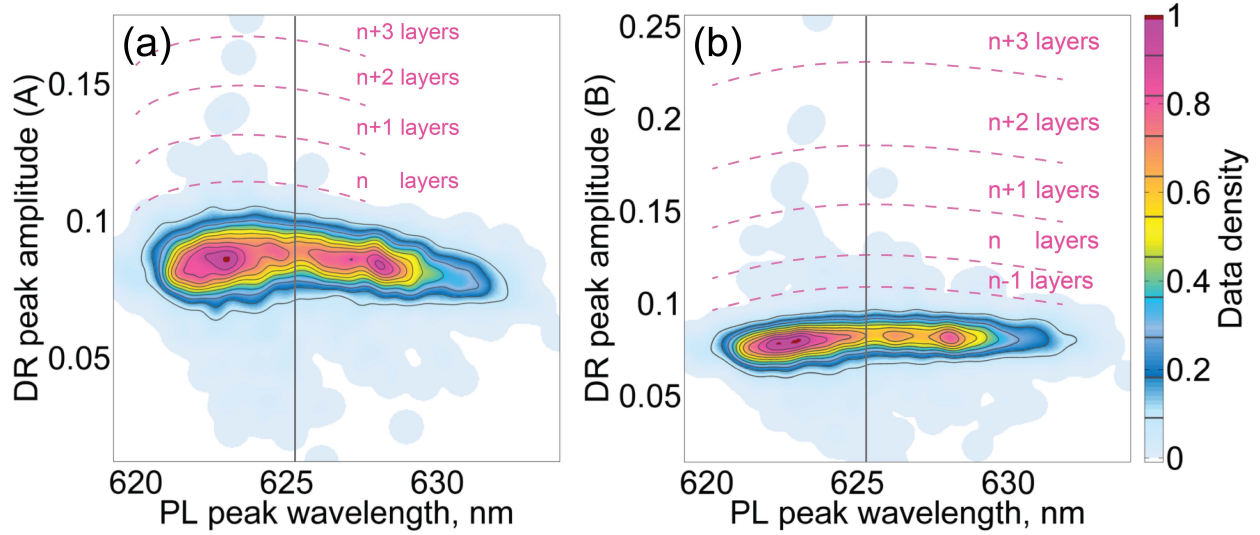 (a)
n+3 layers
n+2 layers
n+1 layers
n layers
0.15
0.1
0.05
DR peak amplitude (A)
620
625
630
PL peak wavelength, nm
(b)
n+3 layers
n+2 layers
n+1 layers
n layers
n-1 layers
0.25
0.2
0.15
0.1
0.05
DR peak amplitude (B)
620
625
630
PL peak wavelength, nm
1
0.8
0.6
0.4
0.2
0
Data density